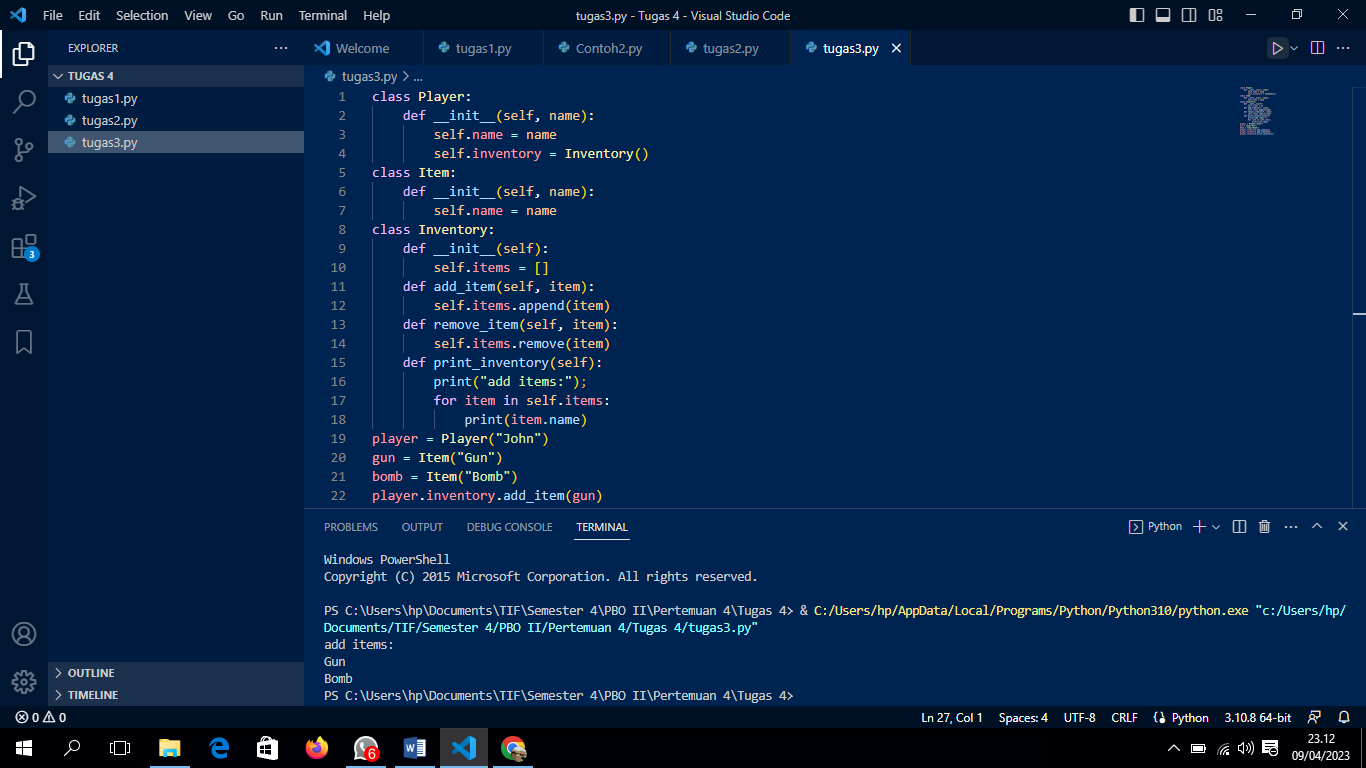 File Edit Selection View Go Run Terminal Help tugas3.py - Tugas 4 - Visual Studio Code
EXPLORER ...
Welcome tugas1.py Contoh2.py tugas2.py tugas3.py
TUGAS 4
tugas1.py
tugas2.py
tugas3.py
3
OUTLINE
TIMELINE
tugas3.py > ...
1 class Player:
2     def __init__(self, name):
3         self.name = name
4         self.inventory = Inventory()
5 class Item:
6     def __init__(self, name):
7         self.name = name
8 class Inventory:
9     def __init__(self):
10         self.items = []
11     def add_item(self, item):
12         self.items.append(item)
13     def remove_item(self, item):
14         self.items.remove(item)
15     def print_inventory(self):
16         print("add items:");
17         for item in self.items:
18             print(item.name)
19 player = Player("John")
20 gun = Item("Gun")
21 bomb = Item("Bomb")
22 player.inventory.add_item(gun)
PROBLEMS OUTPUT DEBUG CONSOLE TERMINAL Python
Windows PowerShell
Copyright (C) 2015 Microsoft Corporation. All rights reserved.
PS C:\Users\hp\Documents\TIF\Semester 4\PBO II\Pertemuan 4\Tugas 4> & C:/Users/hp/AppData/Local/Programs/Python/Python310/python.exe "c:/Users/hp/
Documents/TIF/Semester 4/PBO II/Pertemuan 4/Tugas 4/tugas3.py"
add items:
Gun
Bomb
PS C:\Users\hp\Documents\TIF\Semester 4\PBO II\Pertemuan 4\Tugas 4>
0 0 Ln 27, Col 1 Spaces: 4 UTF-8 CRLF Python 3.10.8 64-bit
6
23.12
09/04/2023